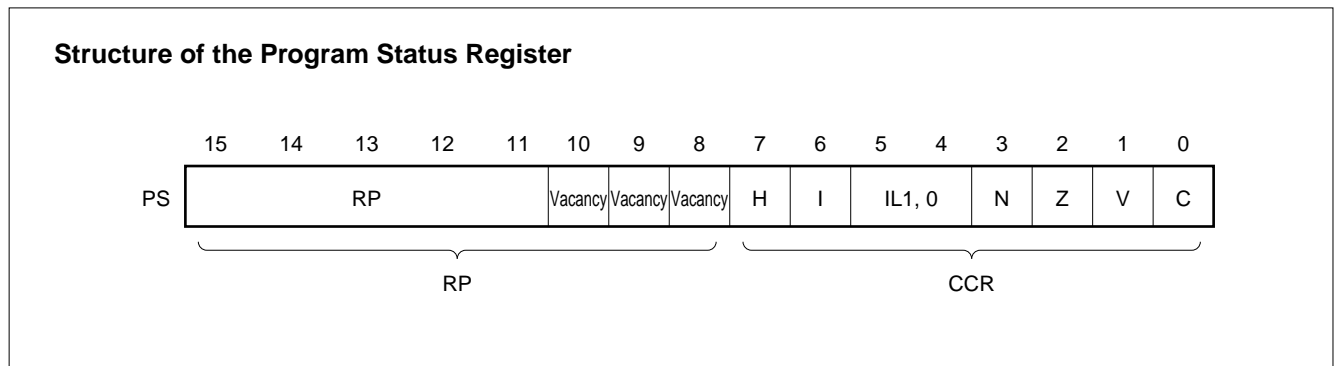 Structure of the Program Status Register
15 14 13 12 11 10 9 8 7 6 5 4 3 2 1 0
PS RP Vacancy Vacancy Vacancy H I IL1, 0 N Z V C
RP CCR